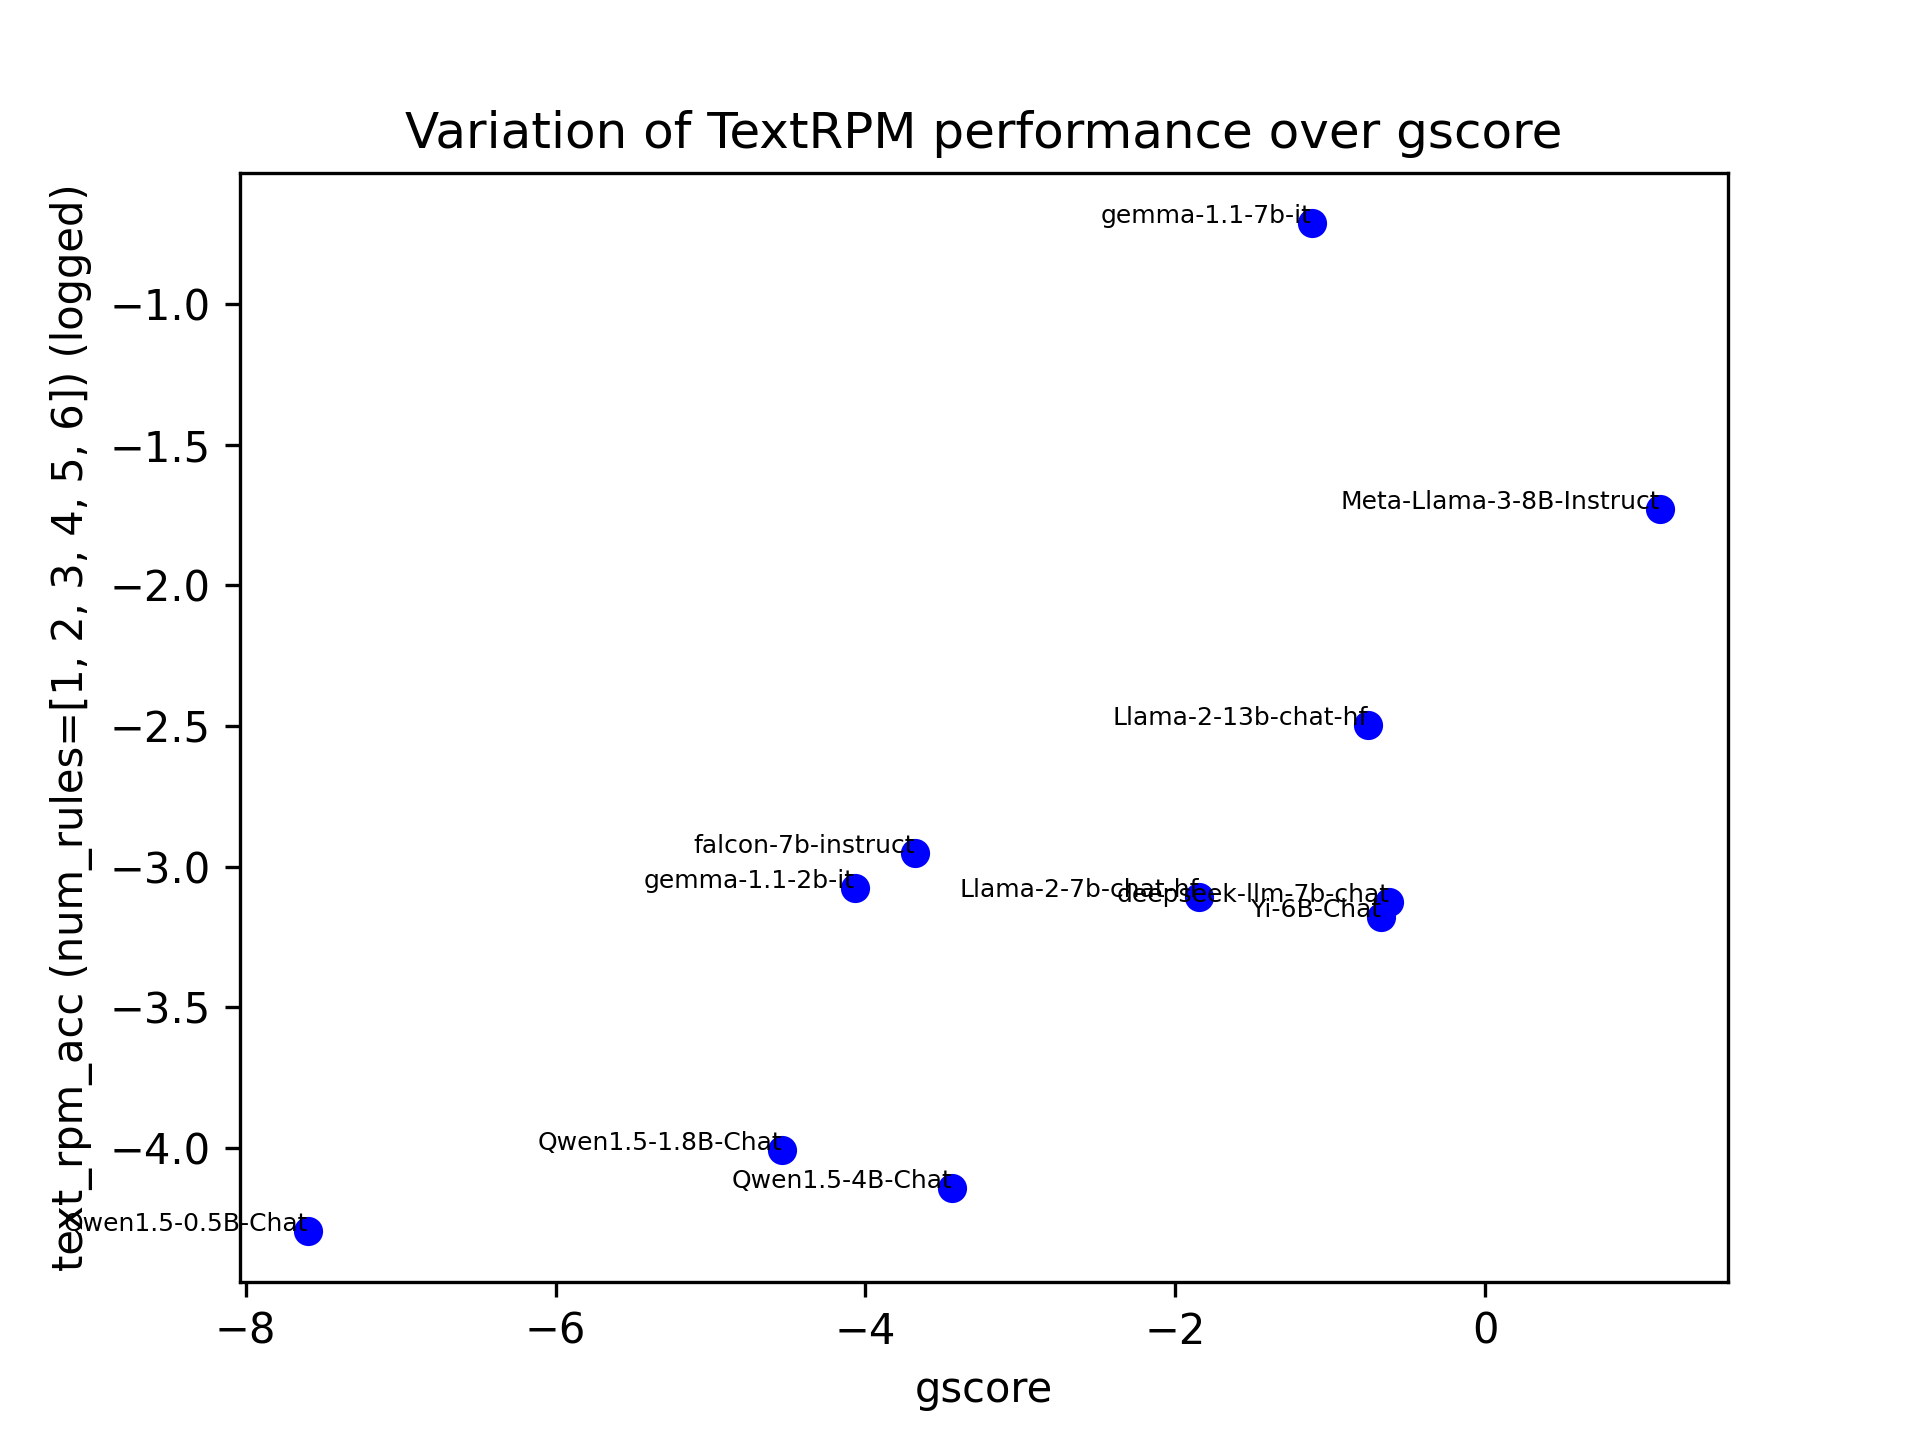 Variation of TextRPM performance over gscore
text_rpm_acc (num_rules=[1, 2, 3, 4, 5, 6]) (logged)
−1.0
−1.5
−2.0
−2.5
−3.0
−3.5
−4.0
gemma-1.1-7b-it
Meta-Llama-3-8B-Instruct
Llama-2-13b-chat-hf
falcon-7b-instruct
gemma-1.1-2b-it
Llama-2-7b-chat-hf
deepseek-llm-7b-chat
Yi-6B-Chat
Qwen1.5-1.8B-Chat
Qwen1.5-4B-Chat
Qwen1.5-0.5B-Chat
−8
−6
−4
−2
0
gscore